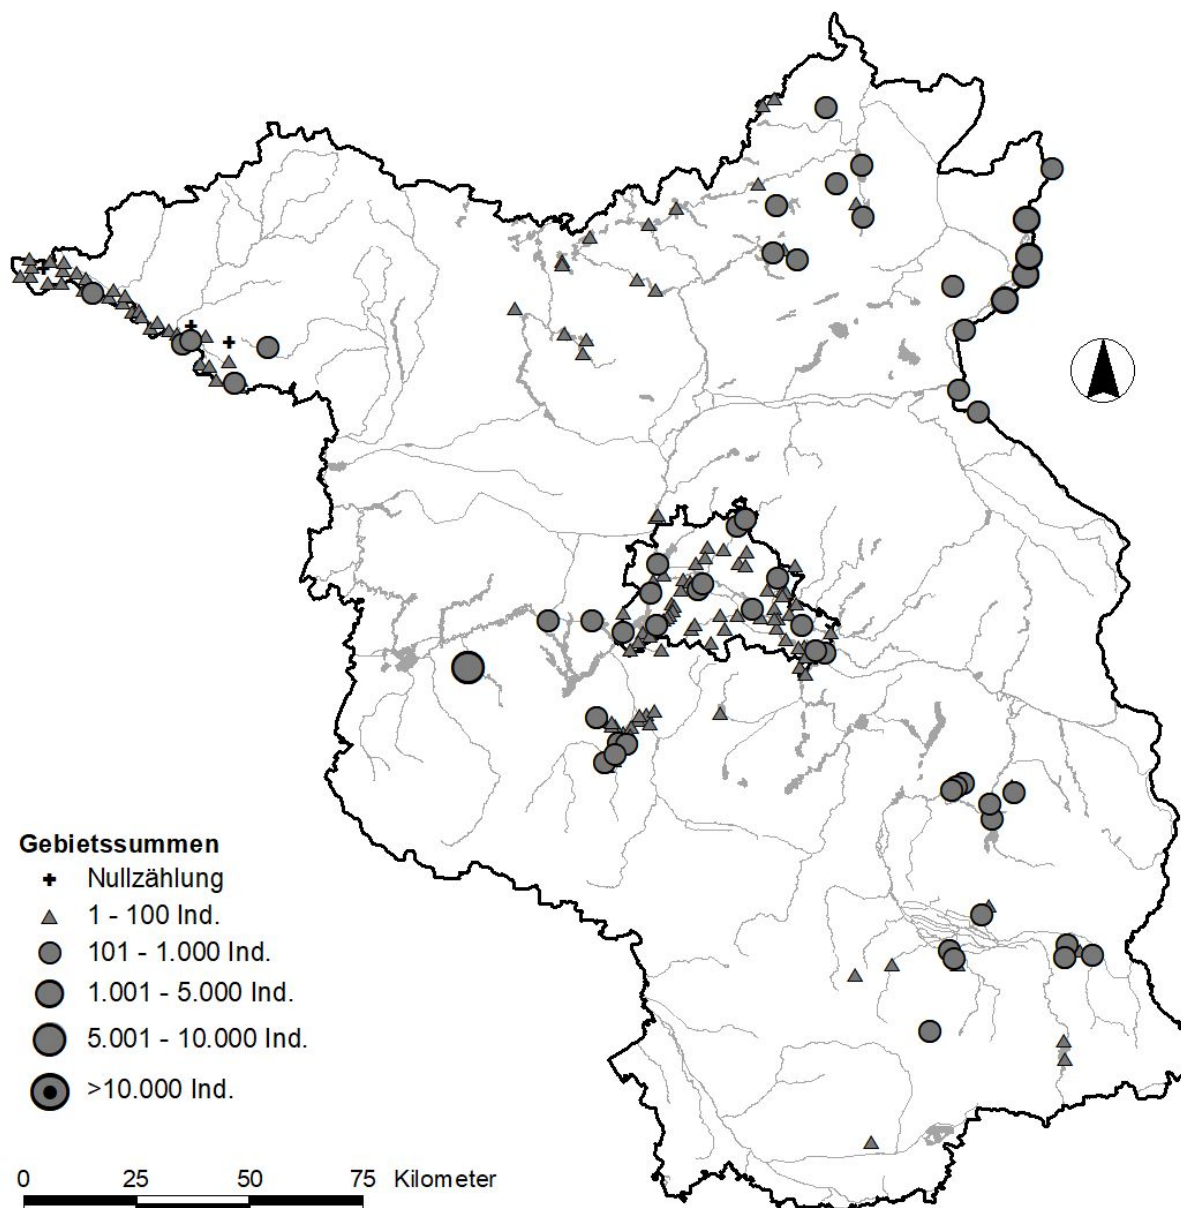 Gebietssummen
Nullzählung
1 - 100 Ind.
101 - 1.000 Ind.
1.001 - 5.000 Ind.
5.001 - 10.000 Ind.
>10.000 Ind.
0 25 50 75 Kilometer